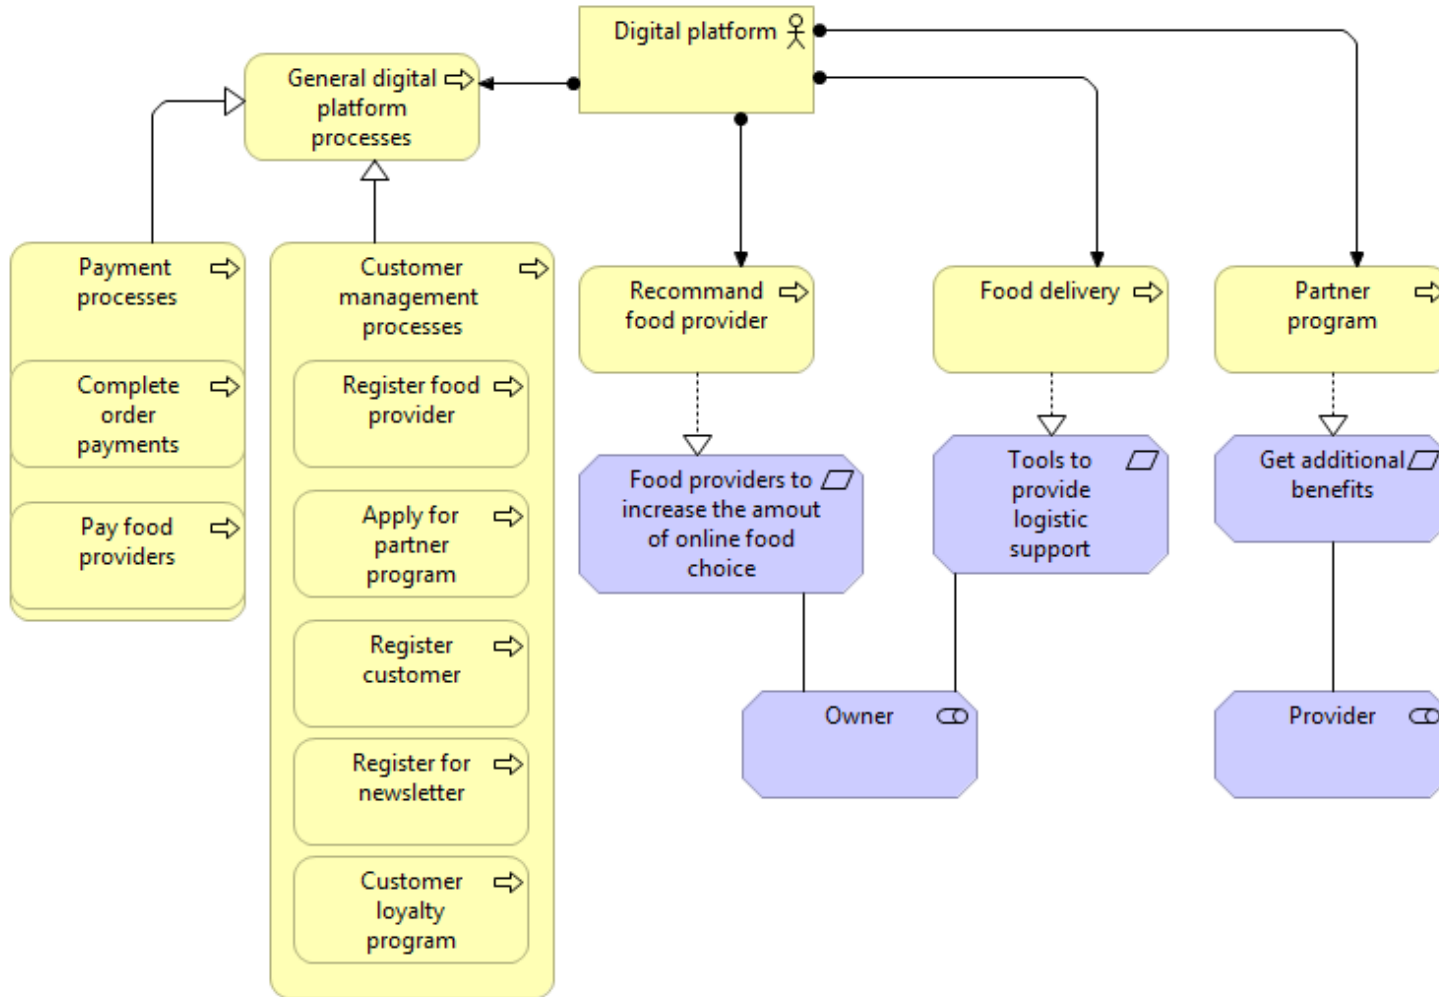 Digital platform
General digital
platform
processes
Payment
processes
Complete
order
payments
Pay food
providers
Customer
management
processes
Register food
provider
Apply for
partner
program
Register
customer
Register for
newsletter
Customer
loyalty
program
Recommand
food provider
Food delivery
Partner
program
Food providers to
increase the amout
of online food
choice
Tools to
provide
logistic
support
Get additional
benefits
Owner
Provider